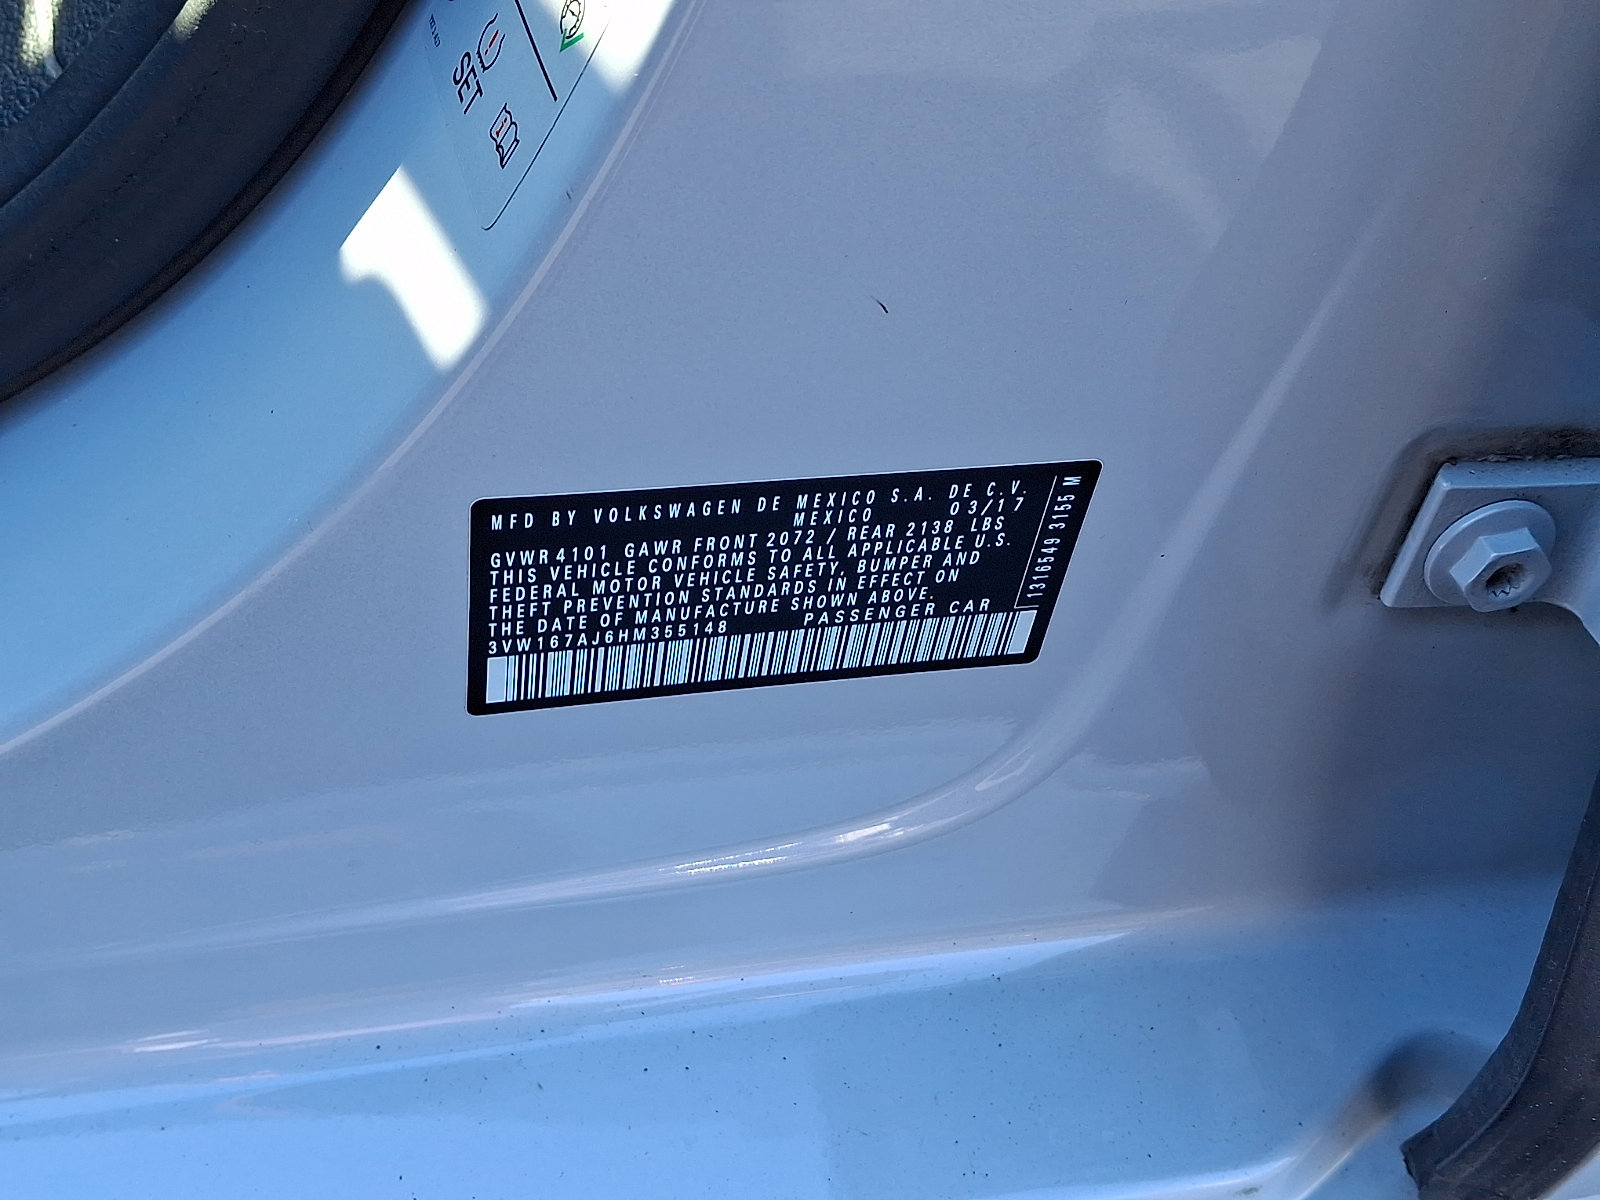 SET
MFD BY VOLKSWAGEN DE MEXICO S.A. DE C.V.
MEXICO 03/17
GVWR 4101 GAWR FRONT 2072 / REAR 2138 LBS
THIS VEHICLE CONFORMS TO ALL APPLICABLE U.S.
FEDERAL MOTOR VEHICLE SAFETY, BUMPER AND
THEFT PREVENTION STANDARDS IN EFFECT ON
THE DATE OF MANUFACTURE SHOWN ABOVE.
3VW167AJ6HM355148 PASSENGER CAR
1316549 3155 M